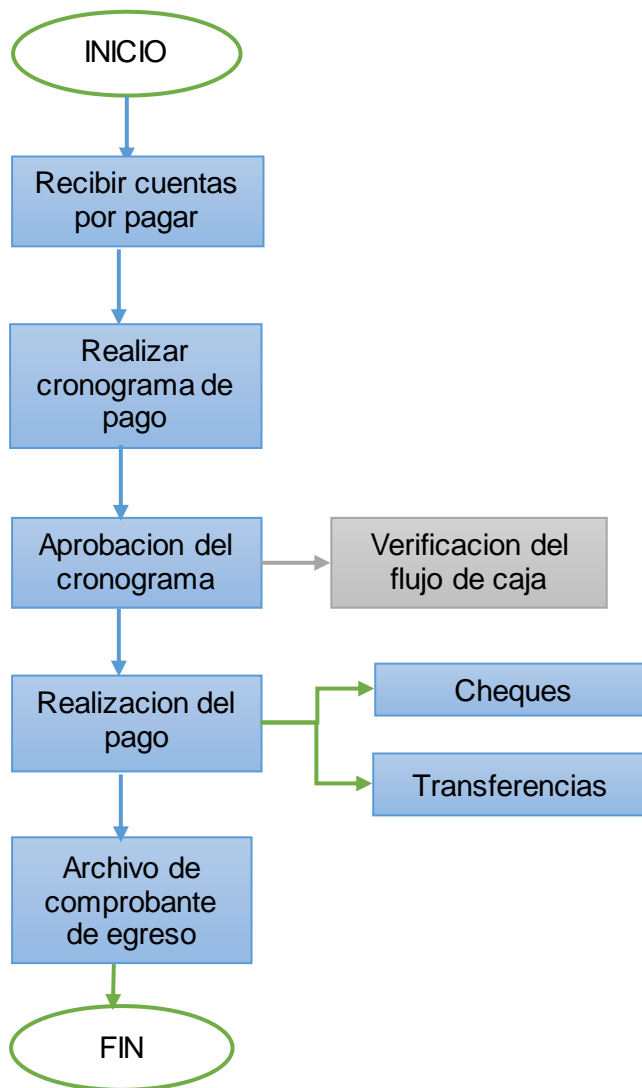 INICIO
Recibir cuentas
por pagar
Realizar
cronograma de
pago
Aprobacion del
cronograma
Verificacion del
flujo de caja
Realizacion del
pago
Cheques
Transferencias
Archivo de
comprobante
de egreso
FIN